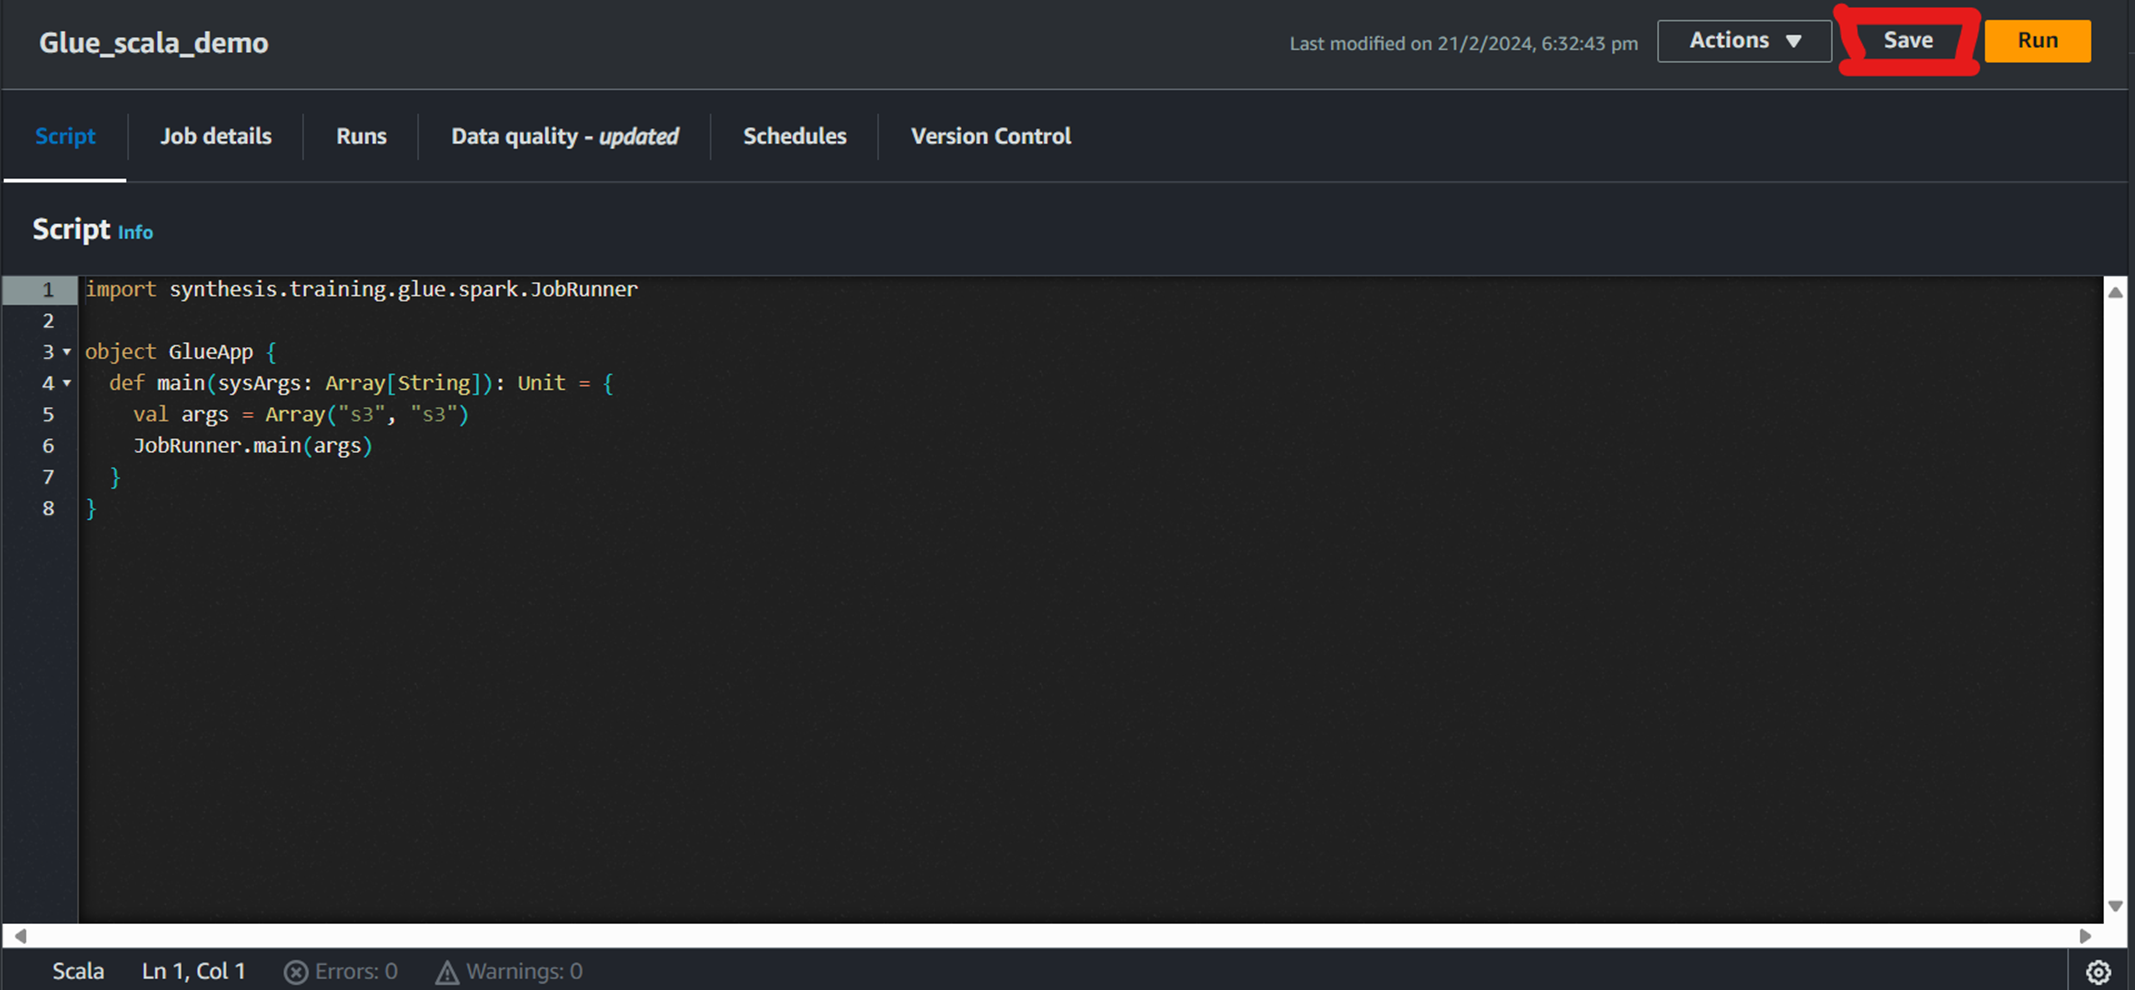 Glue_scala_demo
Last modified on 21/2/2024, 6:32:43 pm
Actions
Save
Run
Script
Job details
Runs
Data quality - updated
Schedules
Version Control
Script Info
1 import synthesis.training.glue.spark.JobRunner
2
3 object GlueApp {
4 def main(sysArgs: Array[String]): Unit = {
5 val args = Array("s3", "s3")
6 JobRunner.main(args)
7 }
8 }
Scala Ln 1, Col 1 Errors: 0 Warnings: 0